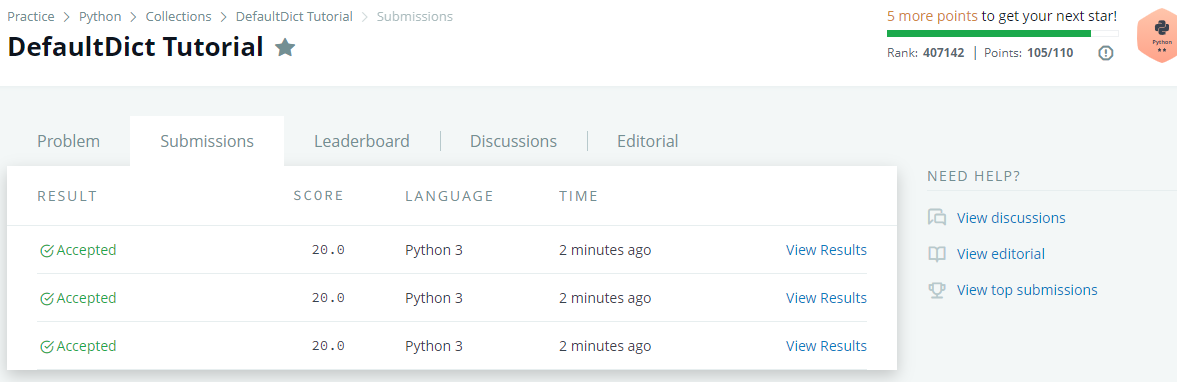 Practice > Python > Collections > DefaultDict Tutorial > Submissions
DefaultDict Tutorial
5 more points to get your next star!
Rank: 407142 | Points: 105/110
Python
Problem
Submissions
Leaderboard
Discussions
Editorial
RESULT SCORE LANGUAGE TIME
Accepted 20.0 Python 3 2 minutes ago View Results
Accepted 20.0 Python 3 2 minutes ago View Results
Accepted 20.0 Python 3 2 minutes ago View Results
NEED HELP?
View discussions
View editorial
View top submissions